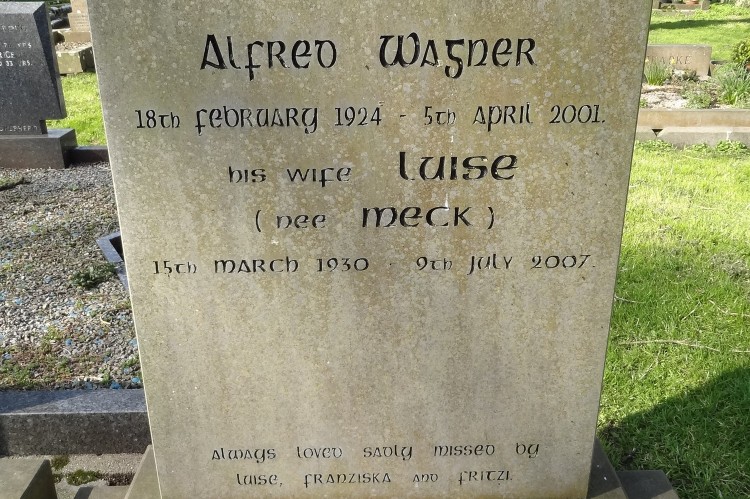 Alfred Wagner
18th February 1924 - 5th April 2001.
his wife Luise
(nee Meck)
15th March 1930 - 9th July 2007.
Always loved sadly missed by
Luise, Franziska and Fritzi.